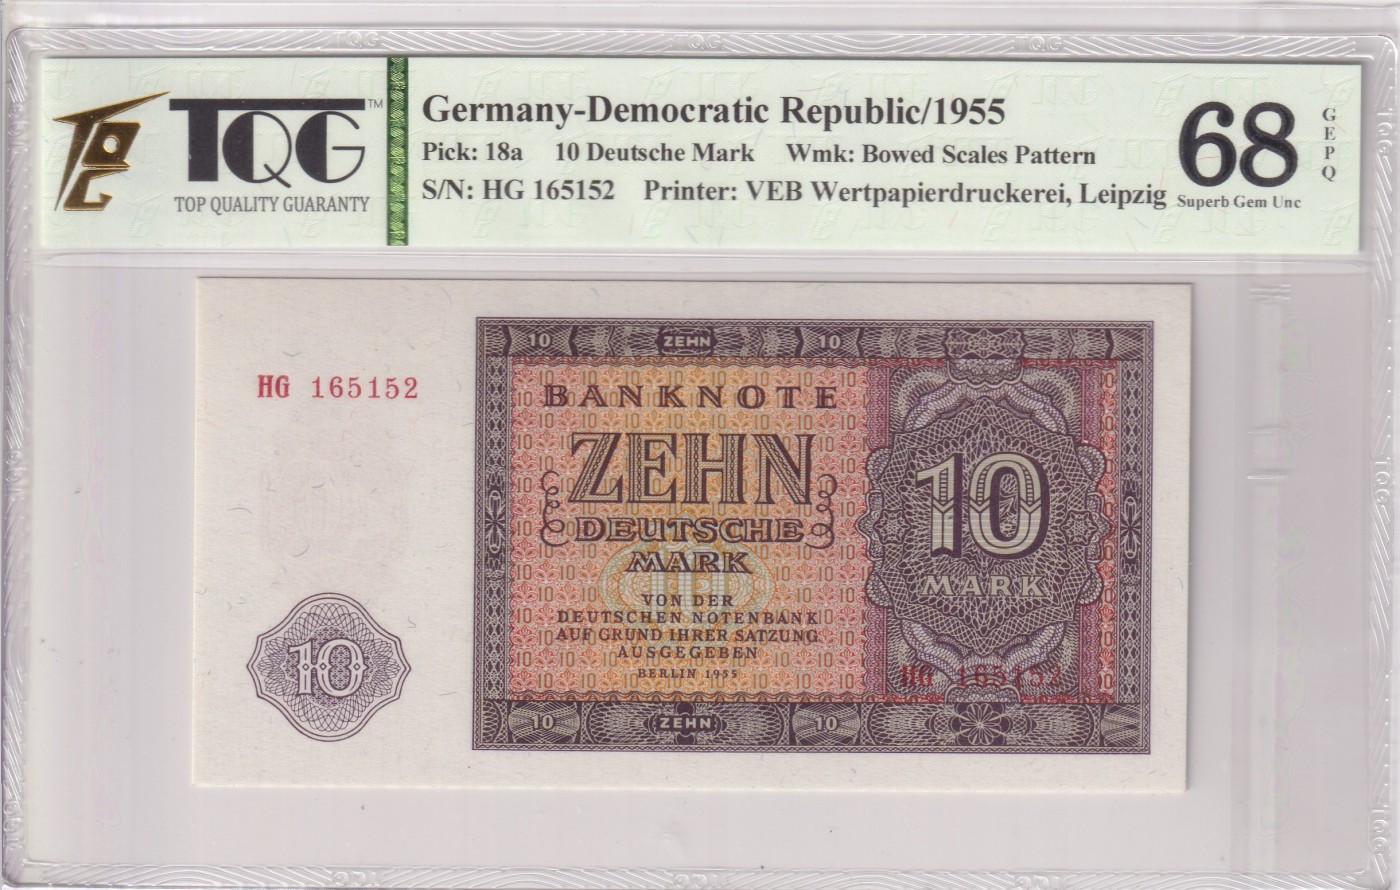 TQG™
TOP QUALITY GUARANTY
Germany-Democratic Republic/1955
Pick: 18a 10 Deutsche Mark Wmk: Bowed Scales Pattern
S/N: HG 165152 Printer: VEB Wertpapierdruckerei, Leipzig
68
Superb Gem Unc
GEPQ
10 ZEHN 10
HG 165152
BANKNOTE
ZEHN
DEUTSCHE
MARK
VON DER
DEUTSCHEN NOTENBANK
AUF GRUND IHRER SATZUNG
AUSGEGEBEN
BERLIN 1955
10
MARK
HG 165152
10
10 ZEHN 10